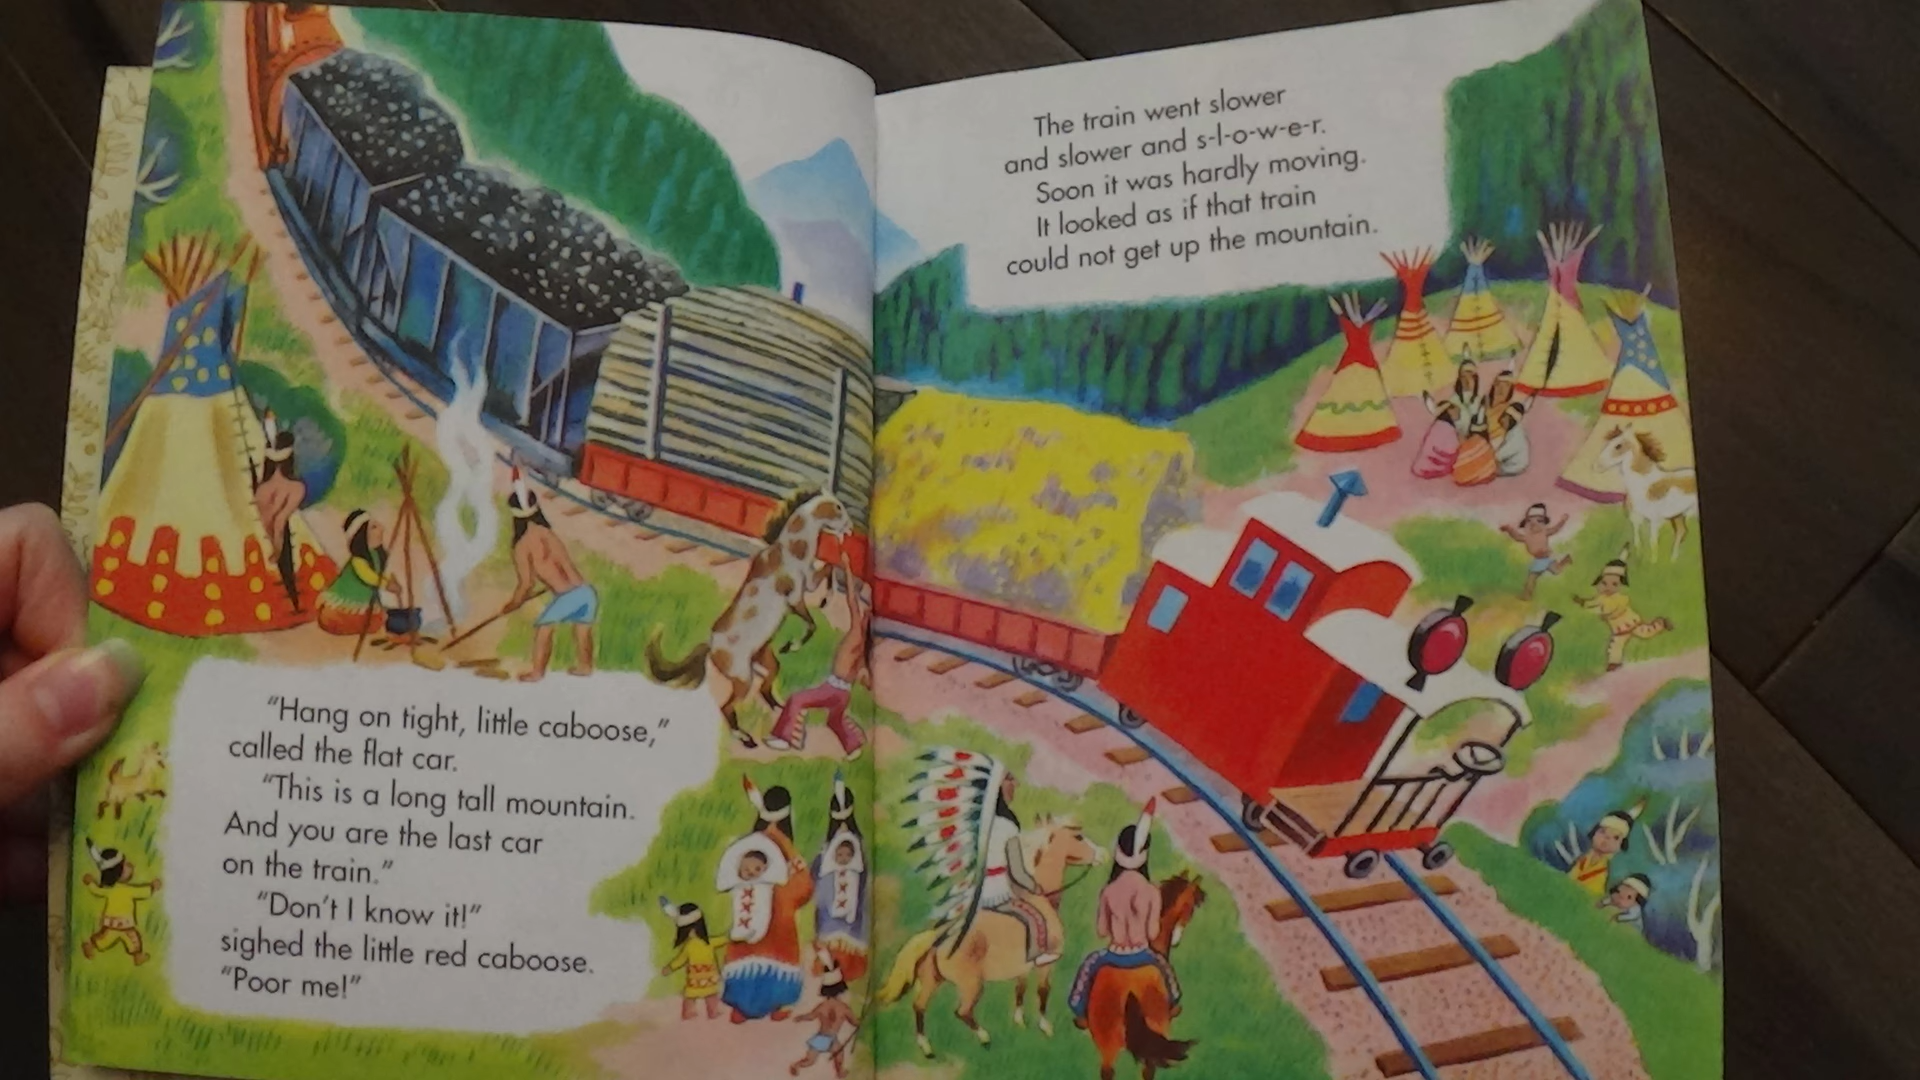 "Hang on tight, little caboose,"
called the flat car.
"This is a long tall mountain.
And you are the last car
on the train."
"Don't I know it!"
sighed the little red caboose.
"Poor me!"
The train went slower
and slower and s-l-o-w-e-r.
Soon it was hardly moving.
It looked as if that train
could not get up the mountain.